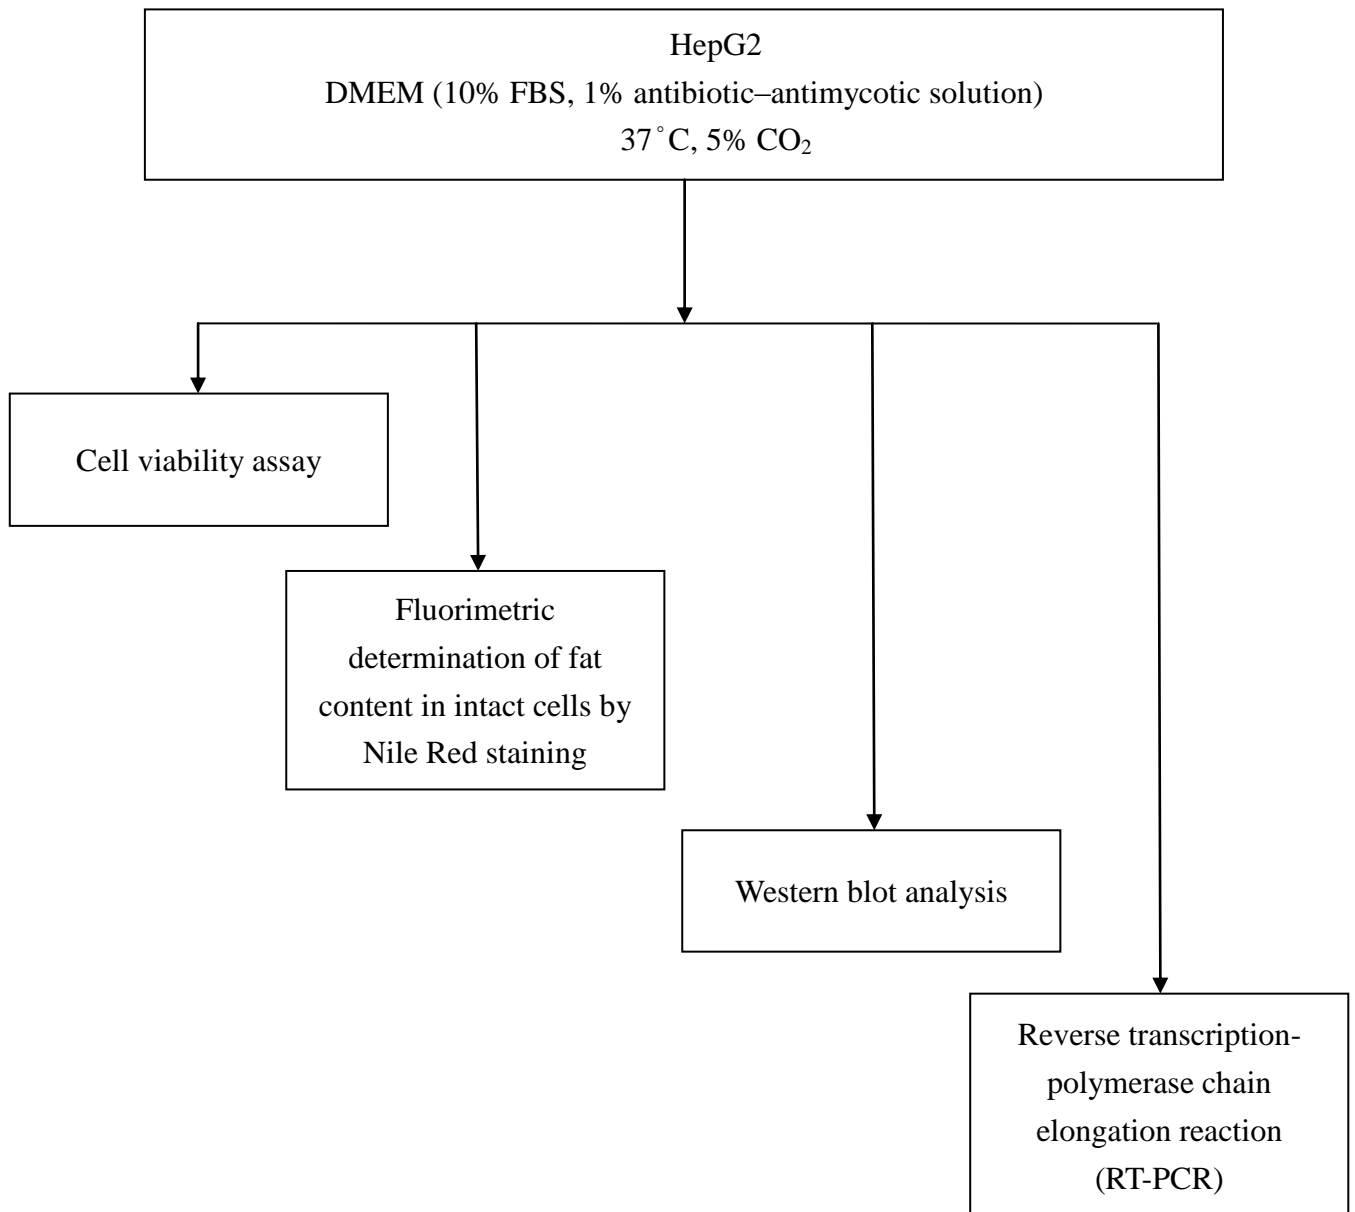 HepG2
DMEM (10% FBS, 1% antibiotic–antimycotic solution)
37°C, 5% CO₂
Cell viability assay
Fluorimetric
determination of fat
content in intact cells by
Nile Red staining
Western blot analysis
Reverse transcription-
polymerase chain
elongation reaction
(RT-PCR)